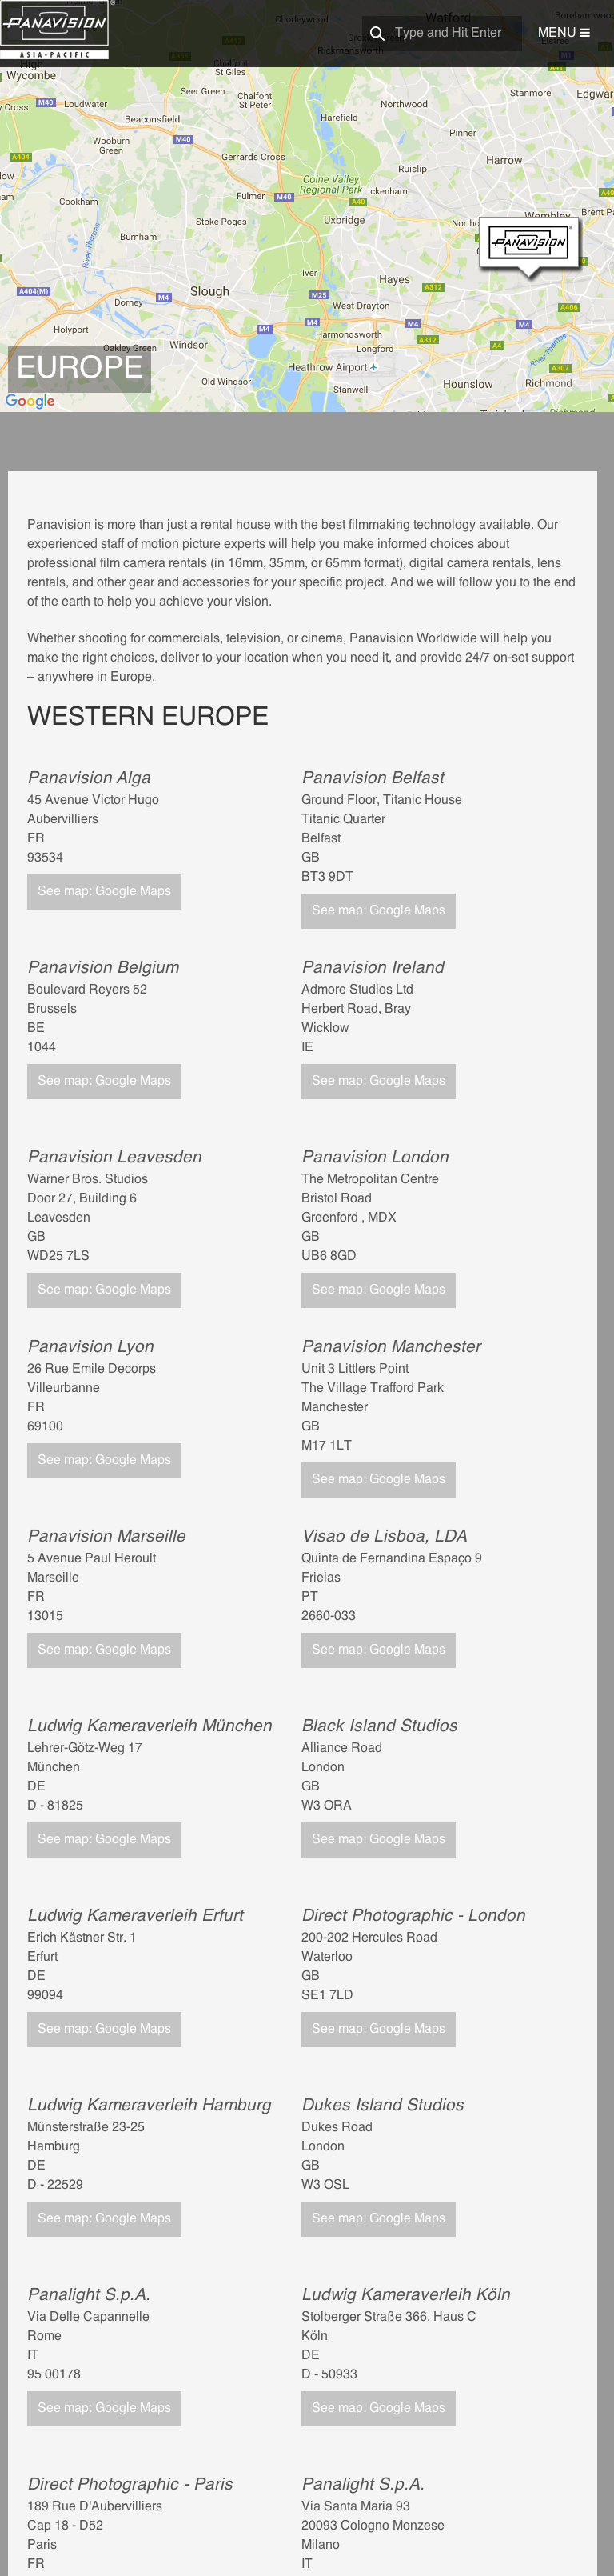 PANAVISION
ASIA-PACIFIC
Type and Hit Enter
MENU
Chorleywood
Watford
Borehamwood
Elstree
Rickmansworth
High
Wycombe
Chalfont
St Giles
Seer Green
Chalfont
St Peter
Northwood
Stanmore
Edgwar
M40
Loudwater
Beaconsfield
M40
Harefield
Pinner
Wooburn
Green
A404
Gerrards Cross
Harrow
Ruislip
Colne Valley
Regional Park
Ickenham
Cookham
Fulmer
M40
A40
Stoke Poges
Uxbridge
Wembley
Brent P
PANAVISION
River Thames
Burnham
Iver
Hayes
A312
A404(M)
Slough
M25
West Drayton
A406
Dorney
M4
M4
M4
M4
M4
Holyport
Windsor
Harmondsworth
A312
A4
Oakley Green
Longford
River Thames
EUROPE
Heathrow Airport
A307
Old Windsor
Stanwell
Hounslow
Richmond
Google
Panavision is more than just a rental house with the best filmmaking technology available. Our
experienced staff of motion picture experts will help you make informed choices about
professional film camera rentals (in 16mm, 35mm, or 65mm format), digital camera rentals, lens
rentals, and other gear and accessories for your specific project. And we will follow you to the end
of the earth to help you achieve your vision.
Whether shooting for commercials, television, or cinema, Panavision Worldwide will help you
make the right choices, deliver to your location when you need it, and provide 24/7 on-set support
– anywhere in Europe.
WESTERN EUROPE
Panavision Alga
45 Avenue Victor Hugo
Aubervilliers
FR
93534
See map: Google Maps
Panavision Belfast
Ground Floor, Titanic House
Titanic Quarter
Belfast
GB
BT3 9DT
See map: Google Maps
Panavision Belgium
Boulevard Reyers 52
Brussels
BE
1044
See map: Google Maps
Panavision Ireland
Admore Studios Ltd
Herbert Road, Bray
Wicklow
IE
See map: Google Maps
Panavision Leavesden
Warner Bros. Studios
Door 27, Building 6
Leavesden
GB
WD25 7LS
See map: Google Maps
Panavision London
The Metropolitan Centre
Bristol Road
Greenford , MDX
GB
UB6 8GD
See map: Google Maps
Panavision Lyon
26 Rue Emile Decorps
Villeurbanne
FR
69100
See map: Google Maps
Panavision Manchester
Unit 3 Littlers Point
The Village Trafford Park
Manchester
GB
M17 1LT
See map: Google Maps
Panavision Marseille
5 Avenue Paul Heroult
Marseille
FR
13015
See map: Google Maps
Visao de Lisboa, LDA
Quinta de Fernandina Espaço 9
Frielas
PT
2660-033
See map: Google Maps
Ludwig Kameraverleih München
Lehrer-Götz-Weg 17
München
DE
D - 81825
See map: Google Maps
Black Island Studios
Alliance Road
London
GB
W3 ORA
See map: Google Maps
Ludwig Kameraverleih Erfurt
Erich Kästner Str. 1
Erfurt
DE
99094
See map: Google Maps
Direct Photographic - London
200-202 Hercules Road
Waterloo
GB
SE1 7LD
See map: Google Maps
Ludwig Kameraverleih Hamburg
Münsterstraße 23-25
Hamburg
DE
D - 22529
See map: Google Maps
Dukes Island Studios
Dukes Road
London
GB
W3 OSL
See map: Google Maps
Panalight S.p.A.
Via Delle Capannelle
Rome
IT
95 00178
See map: Google Maps
Ludwig Kameraverleih Köln
Stolberger Straße 366, Haus C
Köln
DE
D - 50933
See map: Google Maps
Direct Photographic - Paris
189 Rue D'Aubervilliers
Cap 18 - D52
Paris
FR
Panalight S.p.A.
Via Santa Maria 93
20093 Cologno Monzese
Milano
IT